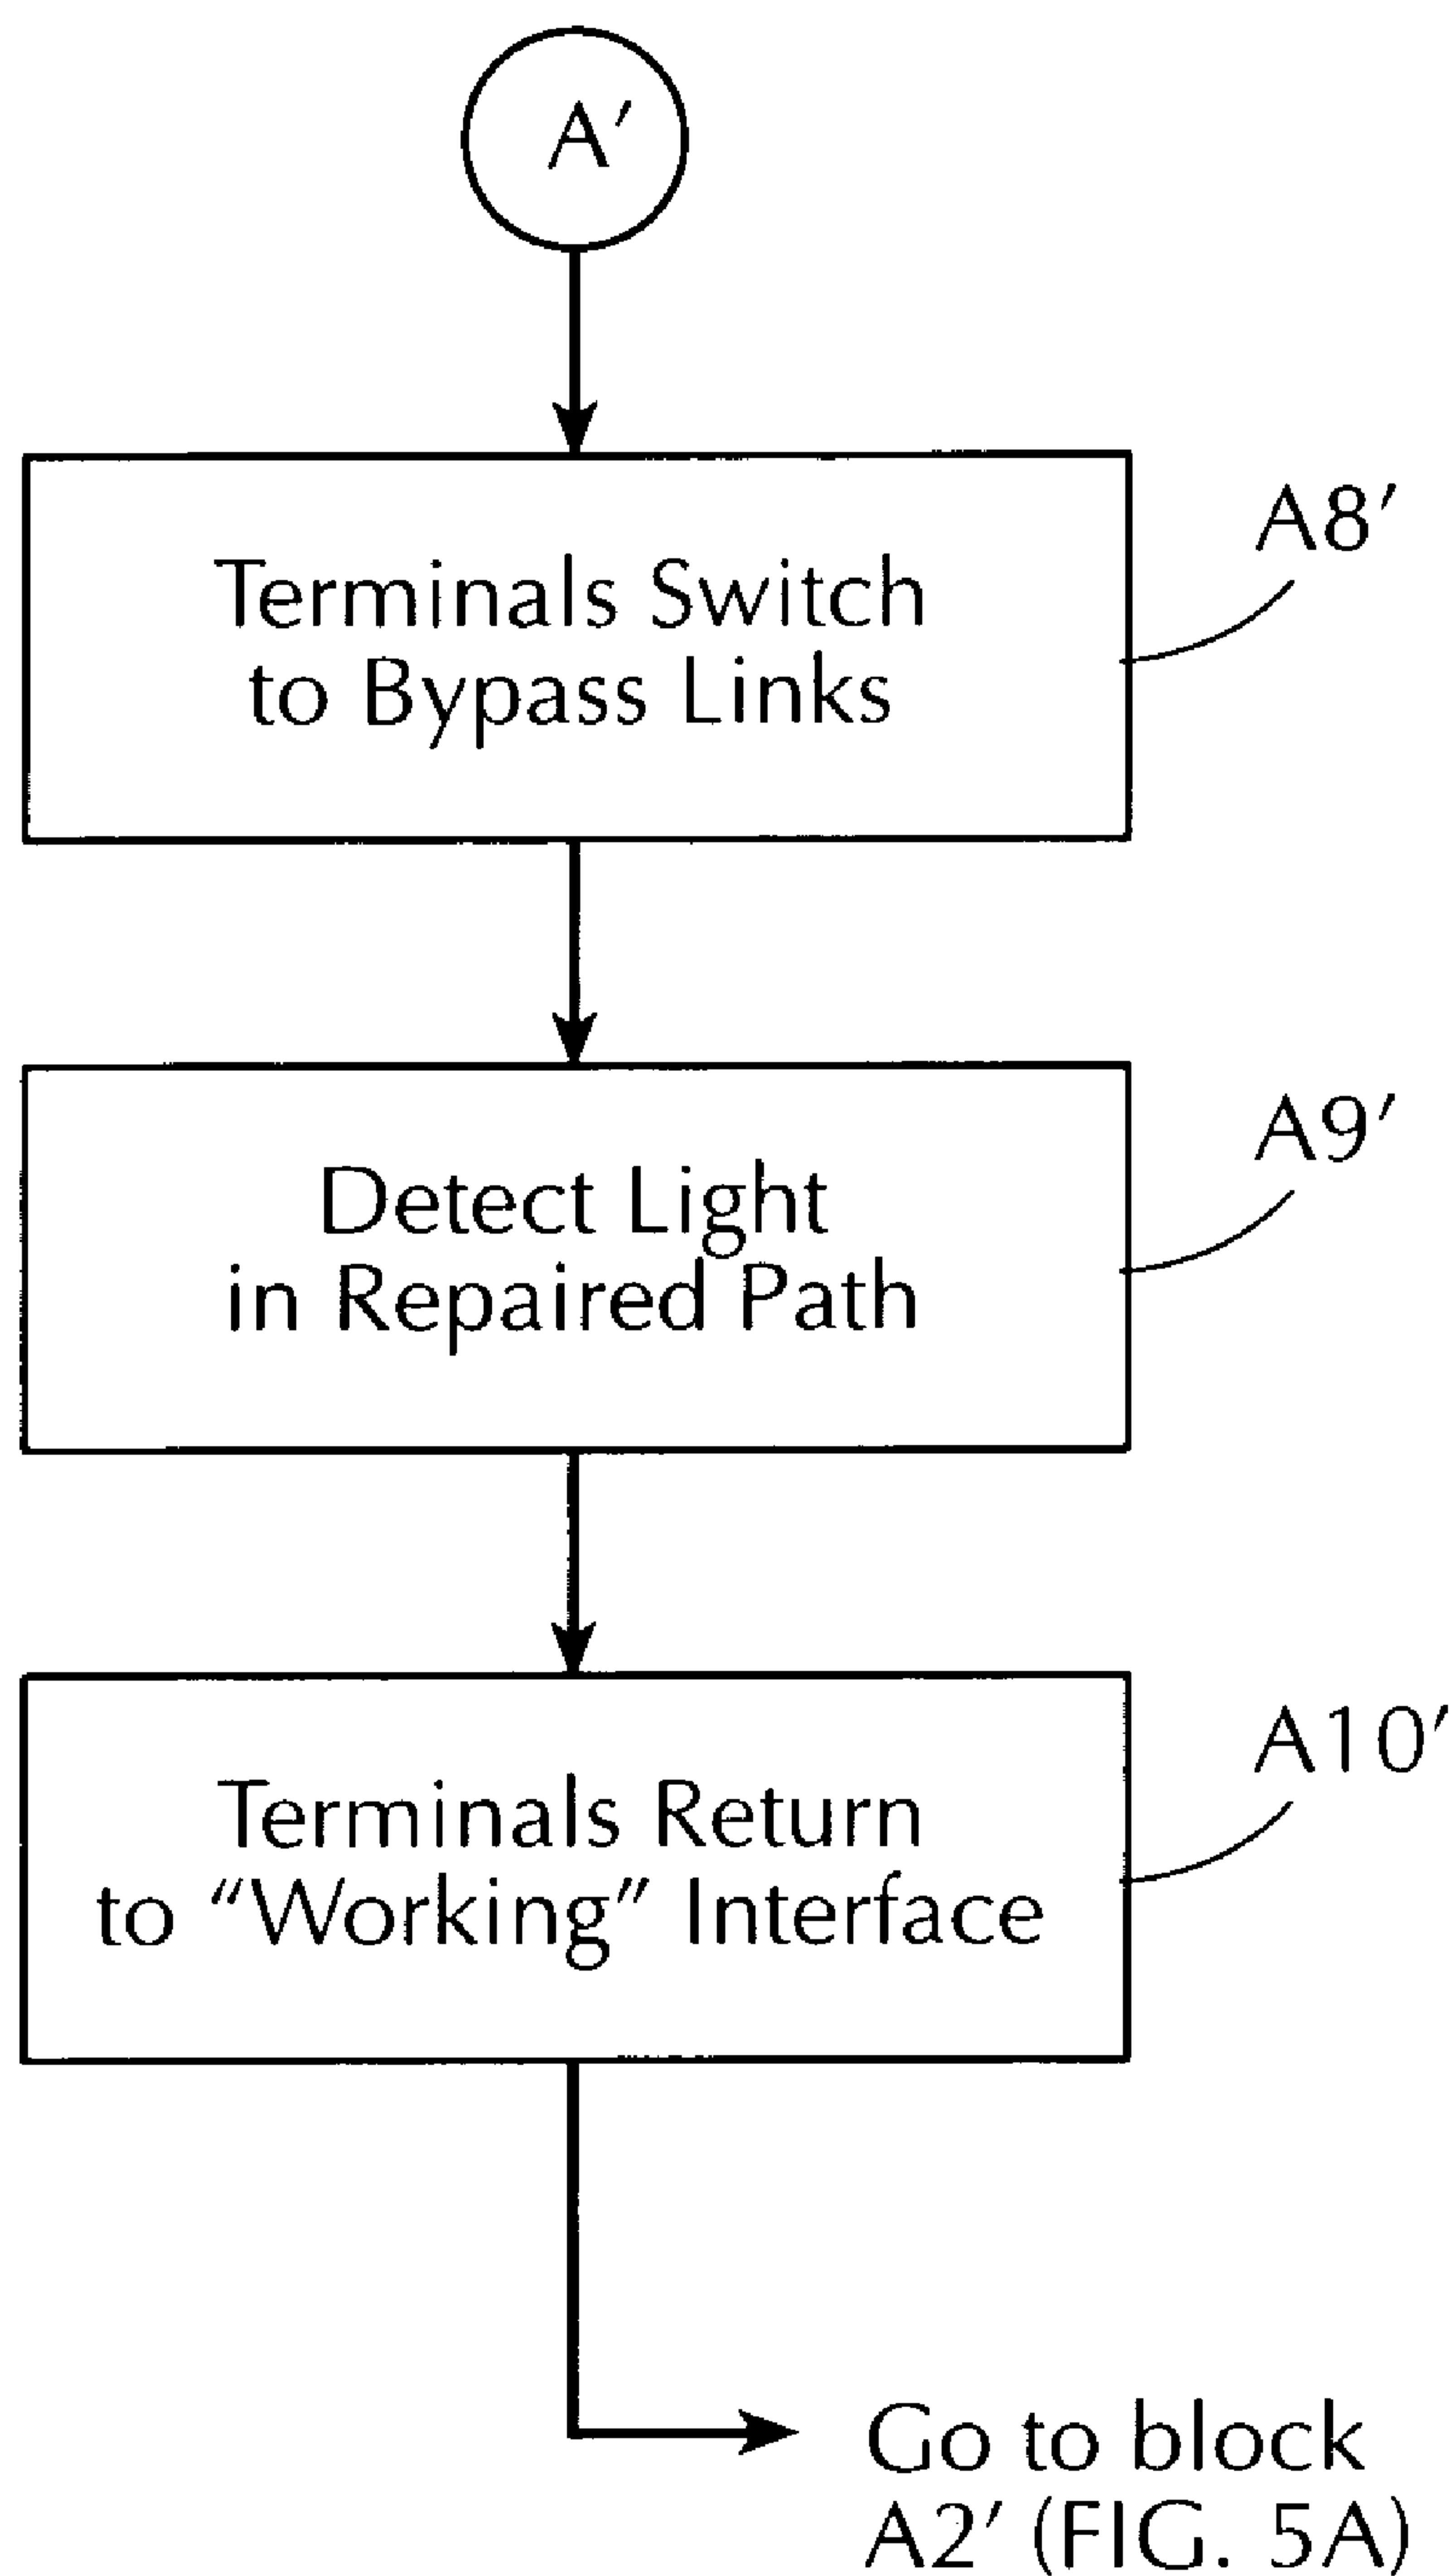 A′
Terminals Switch
to Bypass Links
A8′
Detect Light
in Repaired Path
A9′
Terminals Return
to “Working” Interface
A10′
Go to block
A2′ (FIG. 5A)